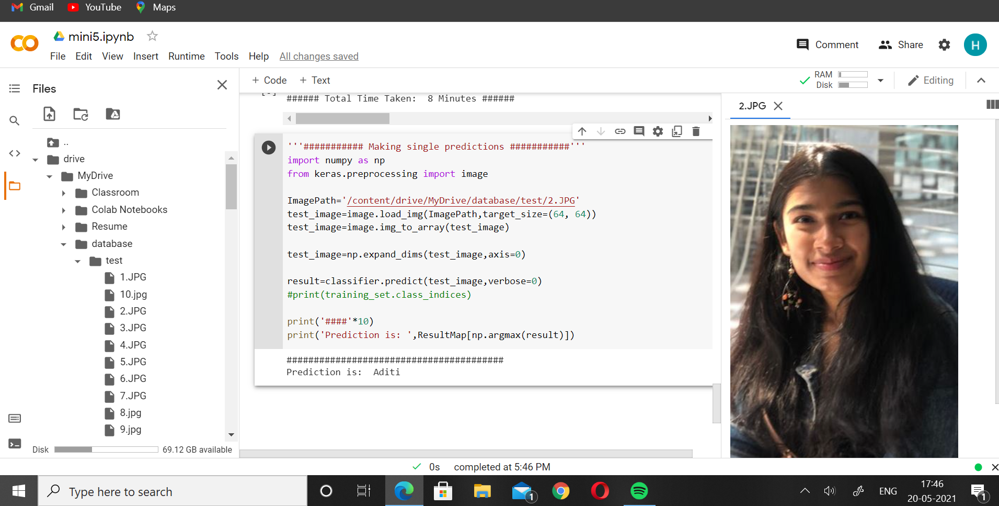 Gmail YouTube Maps
mini5.ipynb
File Edit View Insert Runtime Tools Help All changes saved
Comment Share H
Files
+ Code + Text
RAM
Disk
Editing
..
drive
MyDrive
Classroom
Colab Notebooks
Resume
database
test
1.JPG
10.jpg
2.JPG
3.JPG
4.JPG
5.JPG
6.JPG
7.JPG
8.jpg
9.jpg
Disk 69.12 GB available
###### Total Time Taken: 8 Minutes ######
'''########### Making single predictions ###########'''
import numpy as np
from keras.preprocessing import image
ImagePath='/content/drive/MyDrive/database/test/2.JPG'
test_image=image.load_img(ImagePath,target_size=(64, 64))
test_image=image.img_to_array(test_image)
test_image=np.expand_dims(test_image,axis=0)
result=classifier.predict(test_image,verbose=0)
#print(training_set.class_indices)
print('####'*10)
print('Prediction is: ',ResultMap[np.argmax(result)])
########################################
Prediction is: Aditi
2.JPG
0s completed at 5:46 PM
Type here to search
1
ENG
17:46
20-05-2021
1